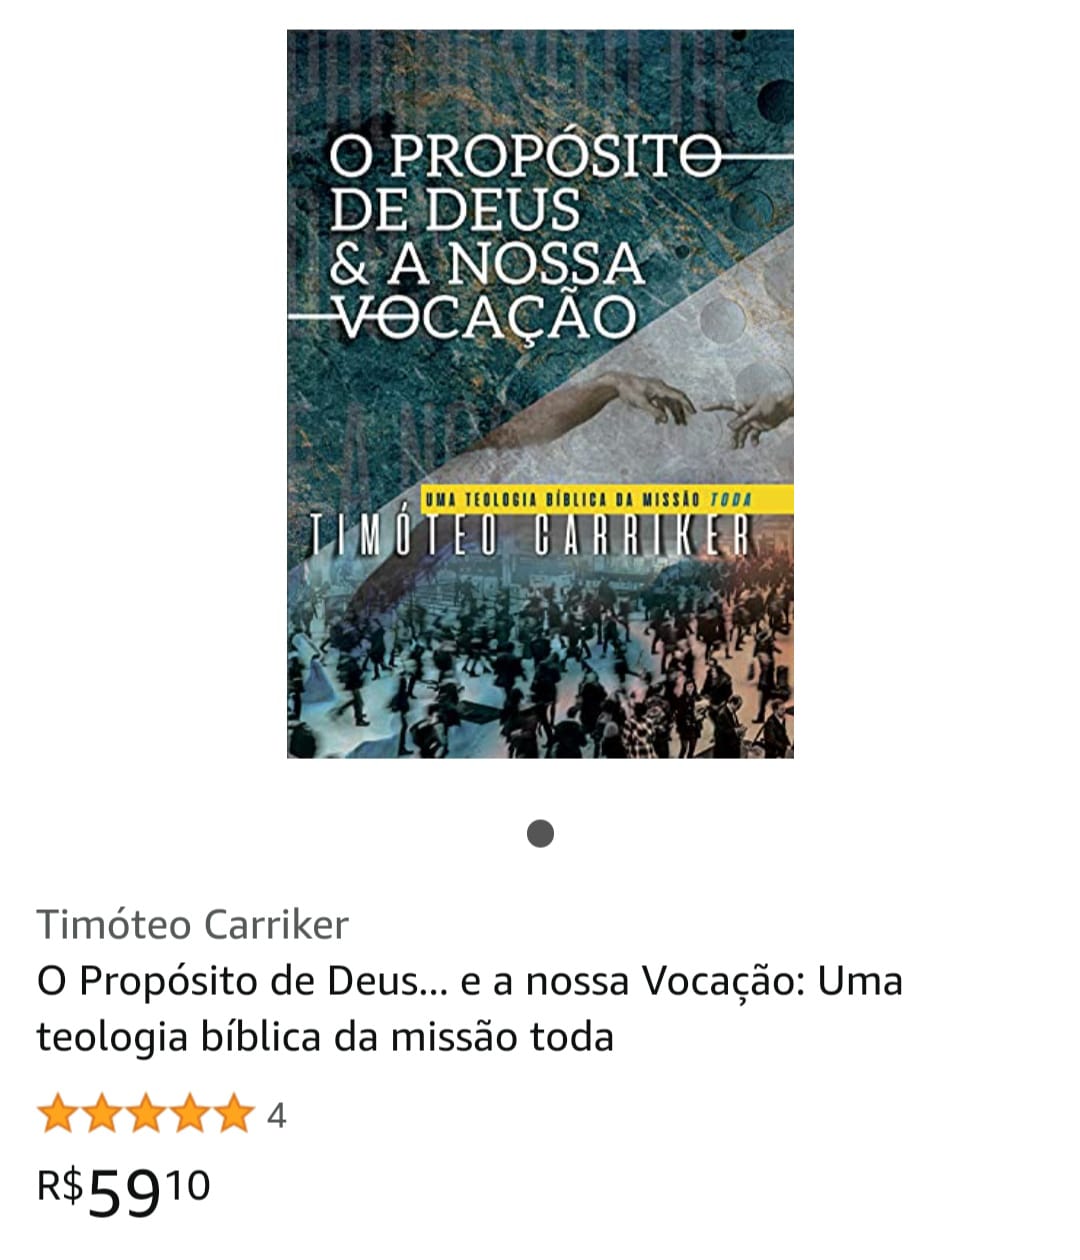 O PROPÓSITO
DE DEUS
& A NOSSA
VOCAÇÃO
UMA TEOLOGIA BÍBLICA DA MISSÃO TODA
TIMÓTEO CARRIKER
Timóteo Carriker
O Propósito de Deus... e a nossa Vocação: Uma
teologia bíblica da missão toda
4
R$5910